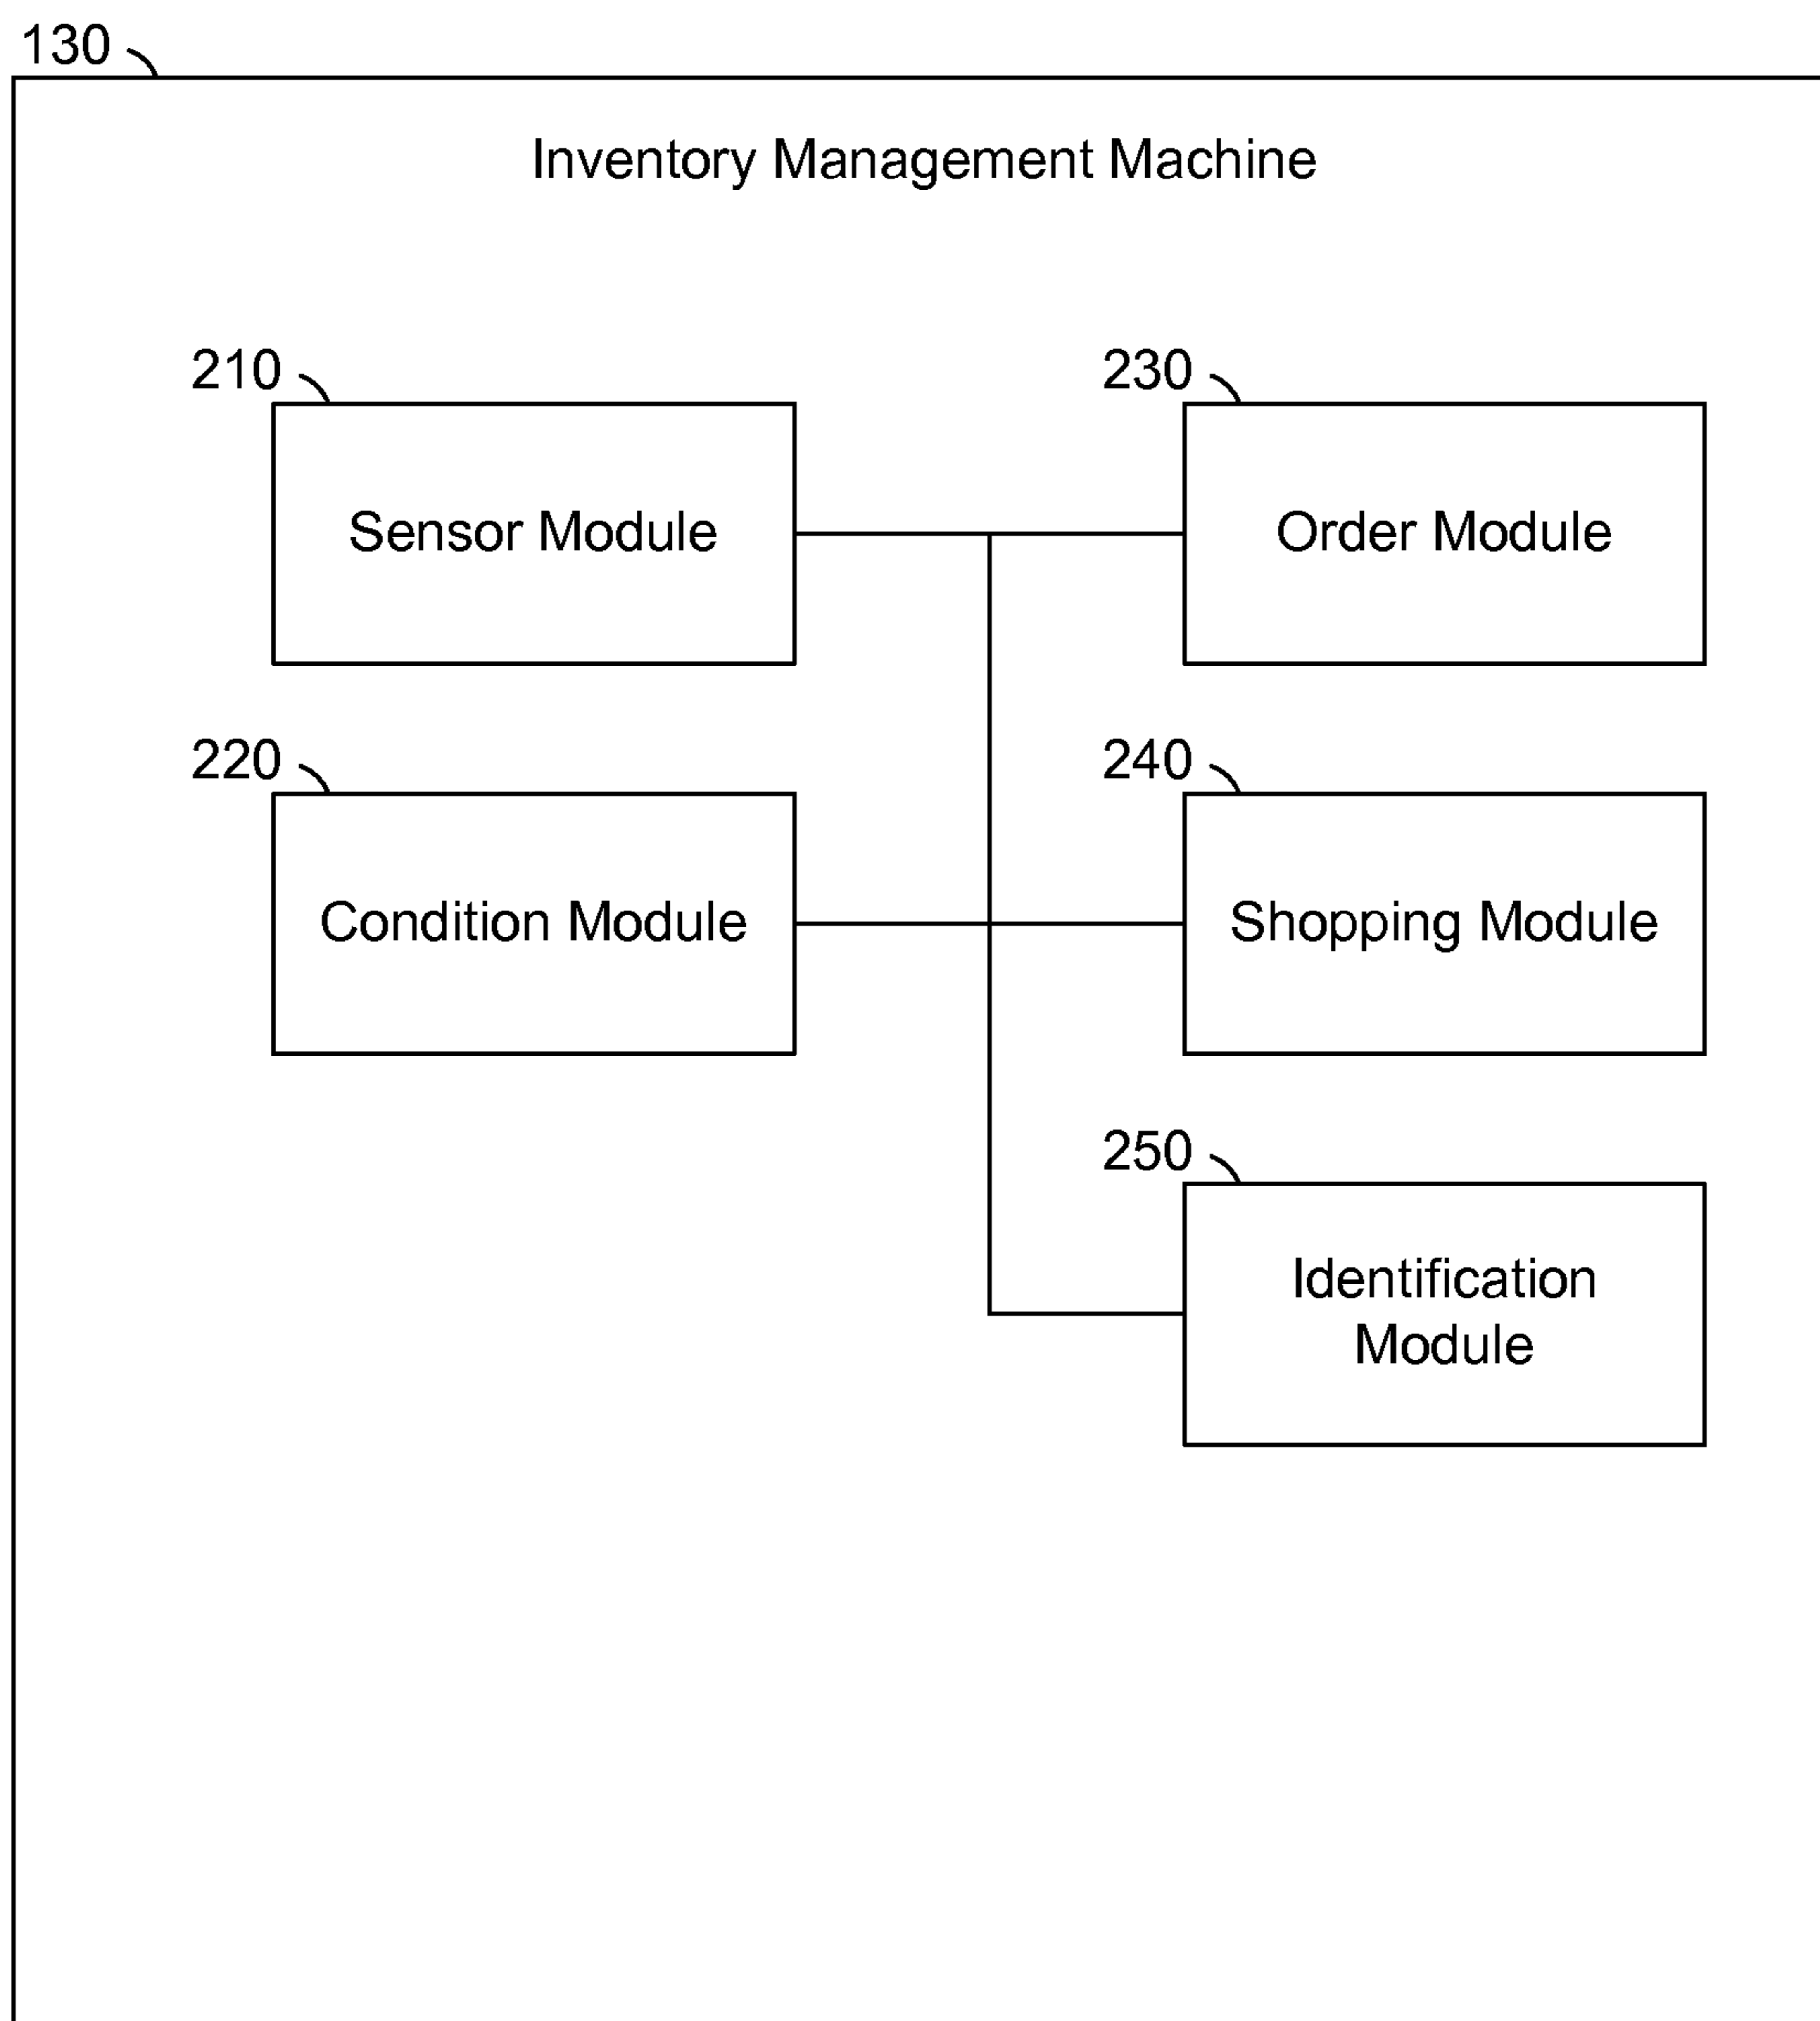 130
Inventory Management Machine
210
230
Sensor Module
Order Module
220
240
Condition Module
Shopping Module
250
Identification
Module